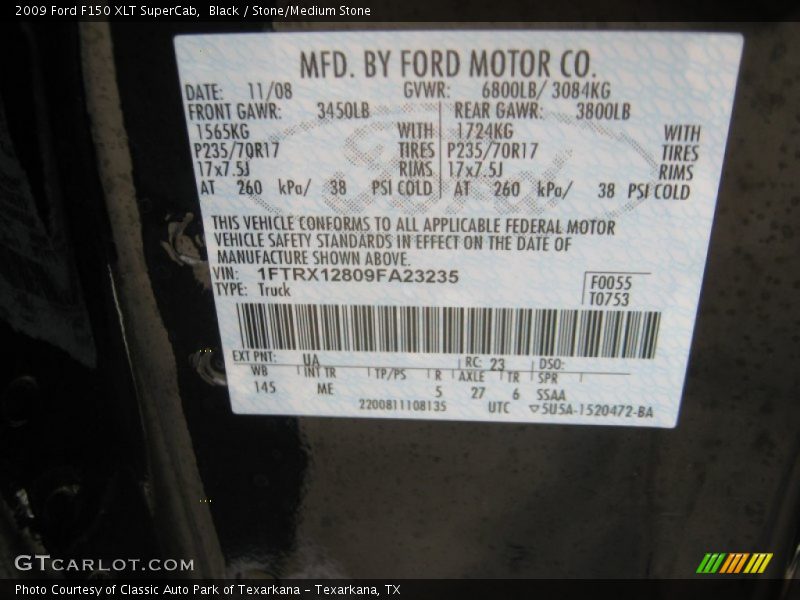 2009 Ford F150 XLT SuperCab,  Black / Stone/Medium Stone
MFD. BY FORD MOTOR CO.
DATE: 11/08 GVWR: 6800LB/ 3084KG
FRONT GAWR: 3450LB REAR GAWR: 3800LB
1565KG WITH 1724KG WITH
P235/70R17 TIRES P235/70R17 TIRES
17x7.5J RIMS 17x7.5J RIMS
AT 260 kPa/ 38 PSI COLD AT 260 kPa/ 38 PSI COLD
THIS VEHICLE CONFORMS TO ALL APPLICABLE FEDERAL MOTOR
VEHICLE SAFETY STANDARDS IN EFFECT ON THE DATE OF
MANUFACTURE SHOWN ABOVE.
VIN: 1FTRX12809FA23235 F0055
TYPE: Truck T0753
EXT PNT: UA RC: 23 DSO:
WB INT TR TP/PS R AXLE TR SPR
145 ME 5 27 6 SSAA
2200811108135 UTC ▽5U5A-1520472-BA
GTCARLOT.COM
Photo Courtesy of Classic Auto Park of Texarkana - Texarkana, TX